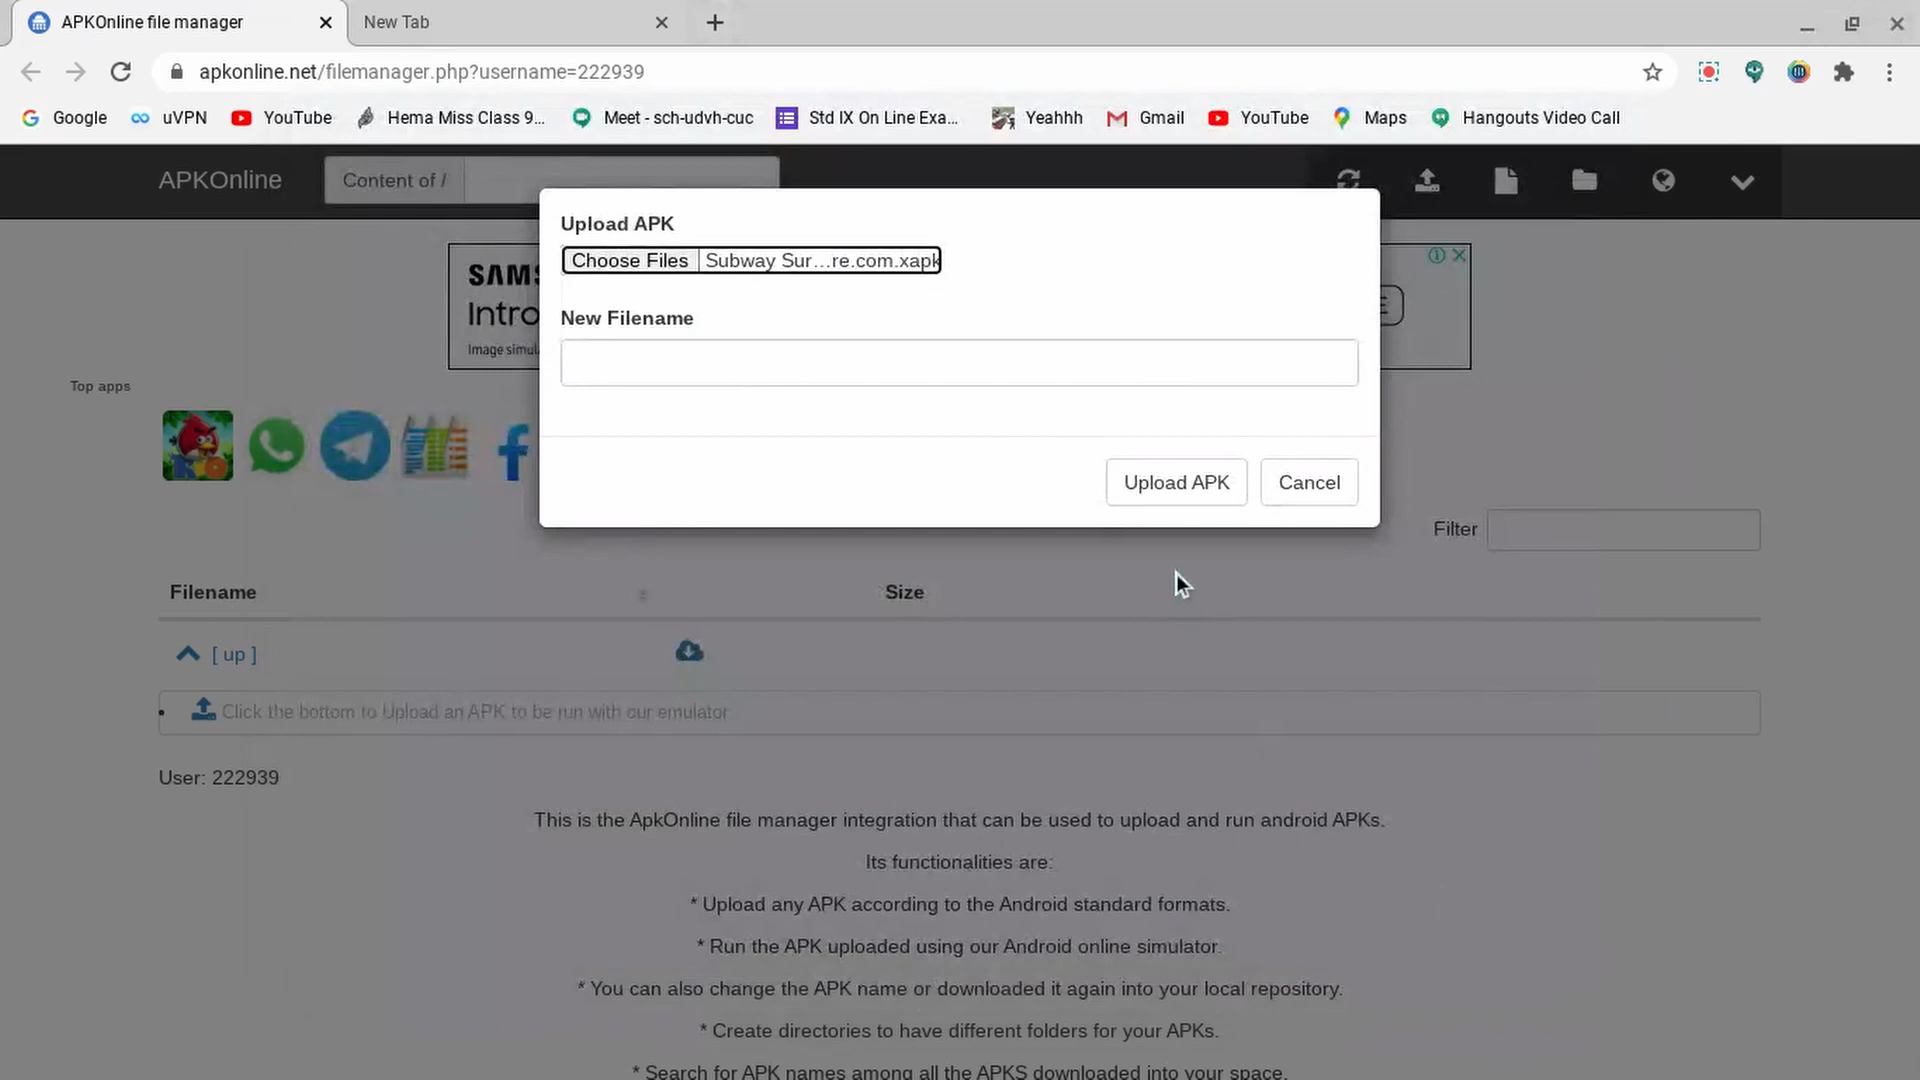 APKOnline file manager
New Tab
apkonline.net/filemanager.php?username=222939
Google
uVPN
YouTube
Hema Miss Class 9...
Meet - sch-udvh-cuc
Std IX On Line Exa...
Yeahhh
Gmail
YouTube
Maps
Hangouts Video Call
APKOnline
Content of /
Upload APK
Choose Files
Subway Sur...re.com.xapk
New Filename
Upload APK
Cancel
SAMS
Intro
Image simul
Top apps
Filter
Filename
Size
[ up ]
Click the bottom to Upload an APK to be run with our emulator
User: 222939
This is the ApkOnline file manager integration that can be used to upload and run android APKs.
Its functionalities are:
* Upload any APK according to the Android standard formats.
* Run the APK uploaded using our Android online simulator.
* You can also change the APK name or downloaded it again into your local repository.
* Create directories to have different folders for your APKs.
* Search for APK names among all the APKS downloaded into your space.